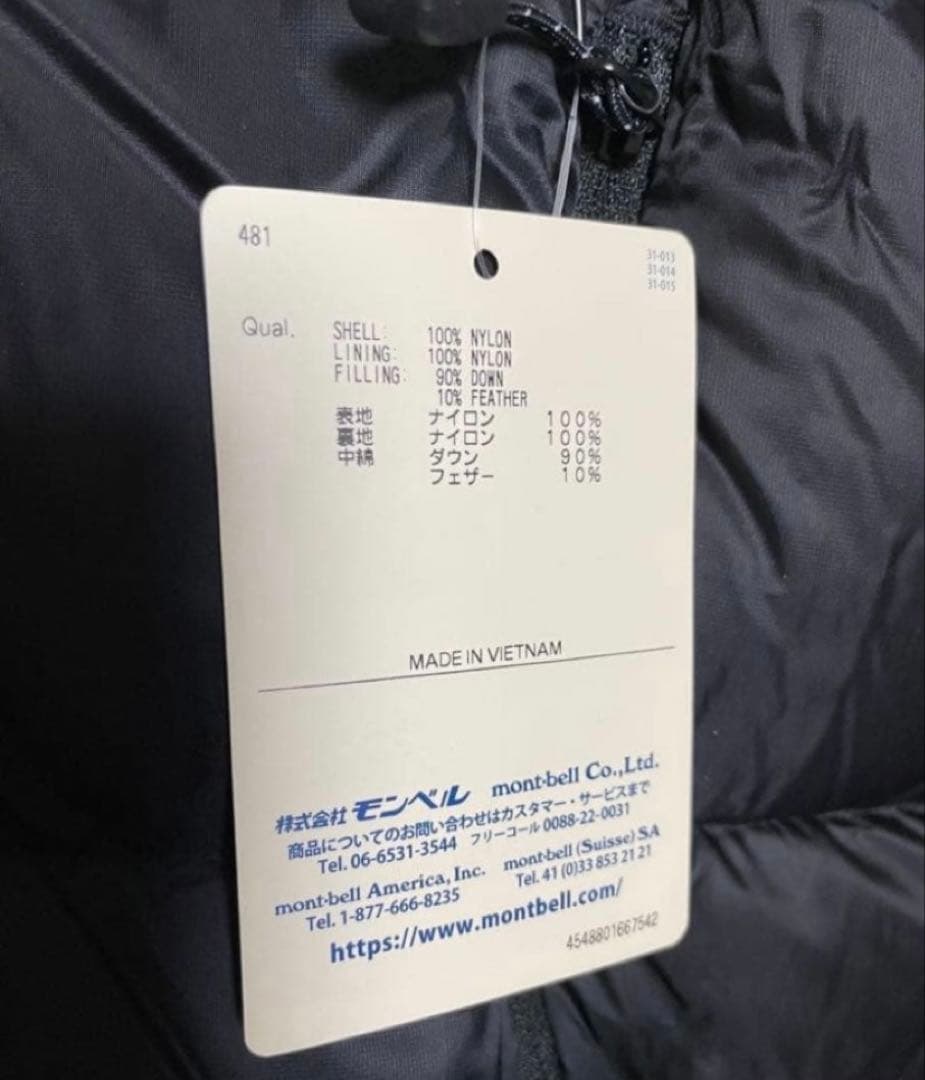 481
31-013
31-014
31-015
Qual. SHELL: 100% NYLON
LINING: 100% NYLON
FILLING: 90% DOWN
10% FEATHER
表地 ナイロン 100%
裏地 ナイロン 100%
中綿 ダウン 90%
フェザー 10%
MADE IN VIETNAM
株式会社 モンベル mont-bell Co.,Ltd.
商品についてのお問い合わせはカスタマー・サービスまで
Tel. 06-6531-3544 フリーコール 0088-22-0031
mont-bell America, Inc. mont-bell (Suisse) SA
Tel. 1-877-666-8235 Tel. 41 (0)33 853 21 21
https://www.montbell.com/
4548801667542